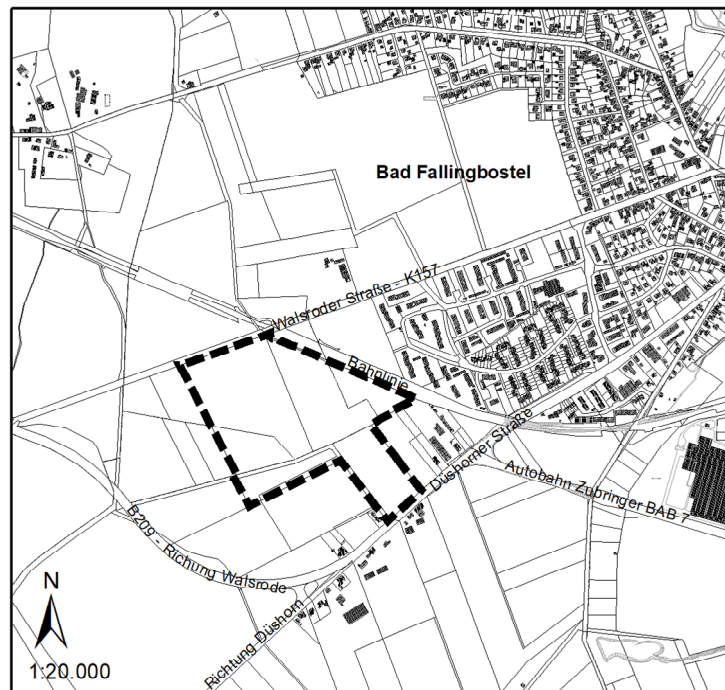 Bad Fallingbostel
Walsroder Straße - K157
Bahnlinie
Düshorner Straße
Autobahn Zubringer BAB 7
B209 - Richung Walsrode
Richtung Düshorn
N
1:20.000